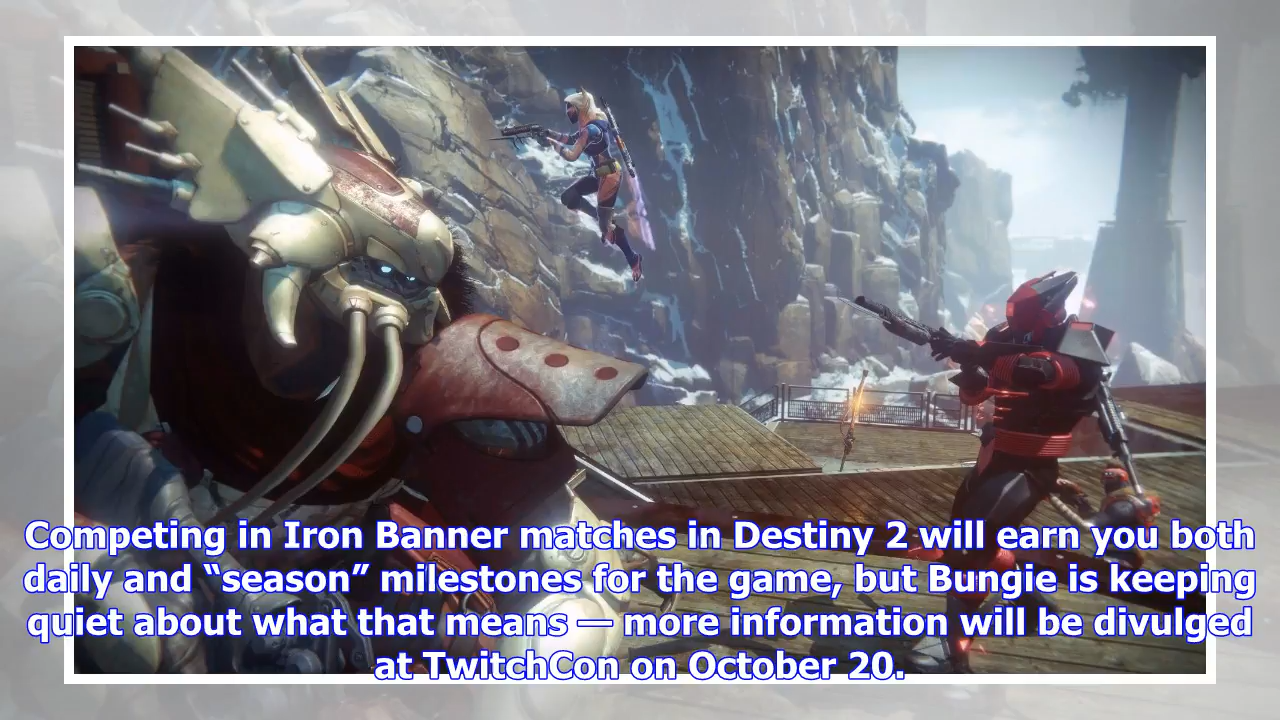 Competing in Iron Banner matches in Destiny 2 will earn you both
daily and “season” milestones for the game, but Bungie is keeping
quiet about what that means — more information will be divulged
at TwitchCon on October 20.